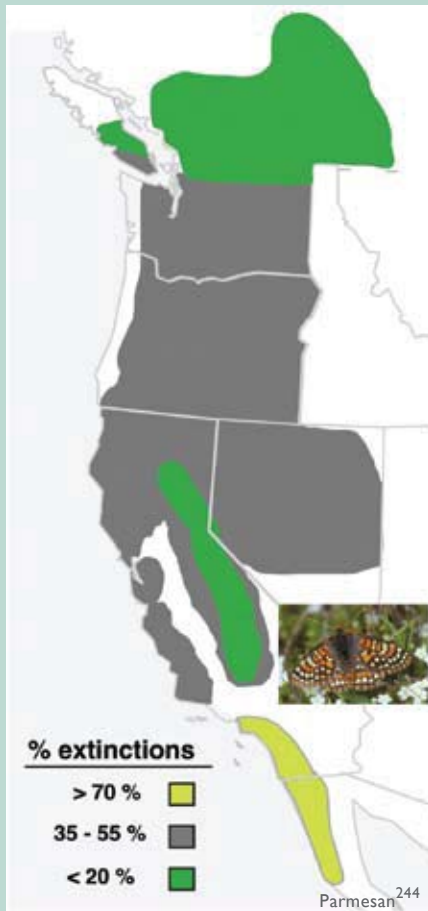 % extinctions
> 70 %
35 - 55 %
< 20 %
Parmesan244